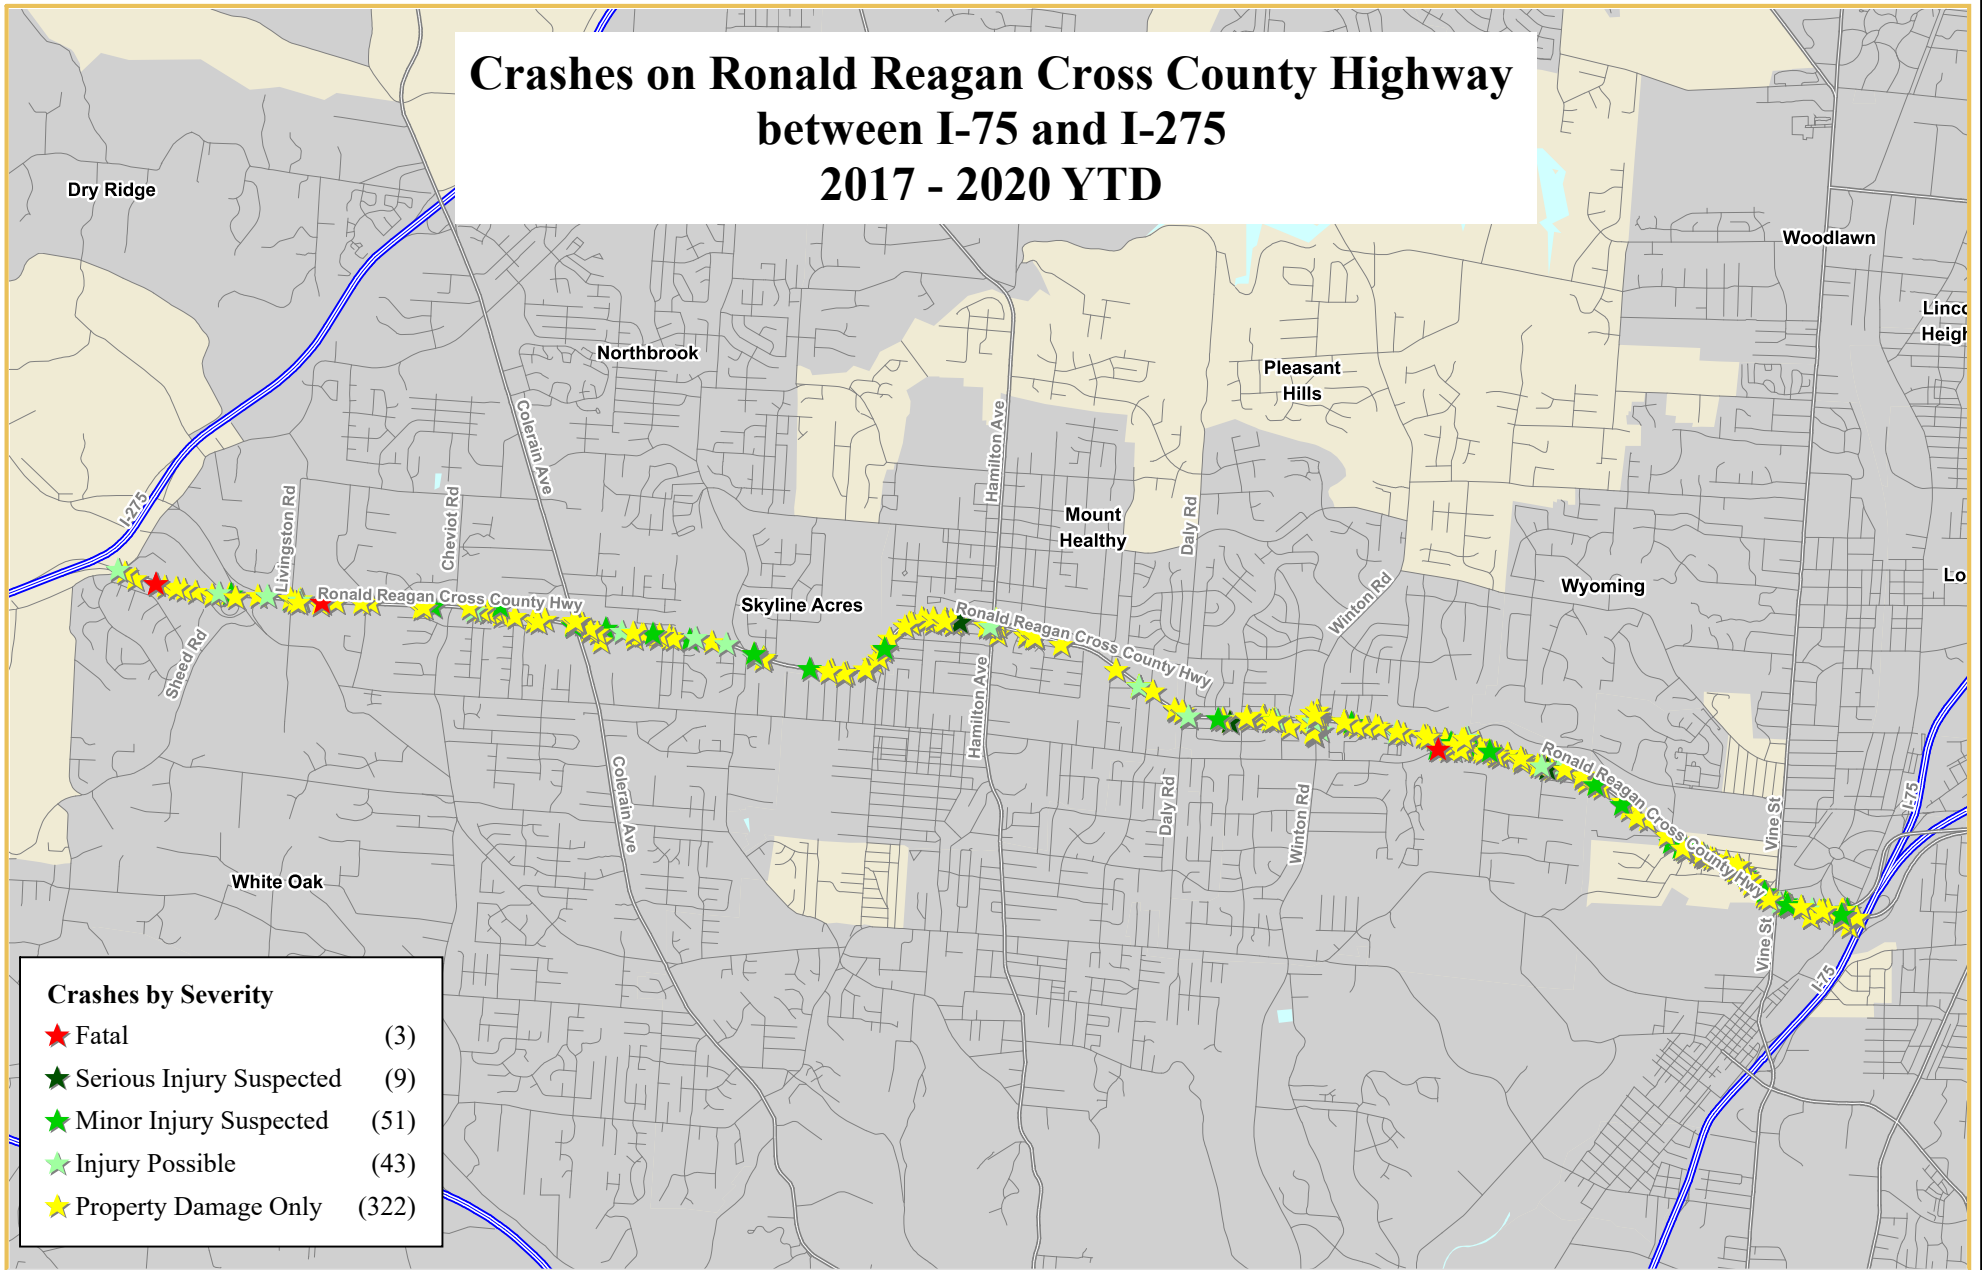 Crashes on Ronald Reagan Cross County Highway
between I-75 and I-275
2017 - 2020 YTD
Dry Ridge
Woodlawn
Linco
Heigh
Northbrook
Pleasant
Hills
Colerain Ave
Hamilton Ave
I-275
Livingston Rd
Cheviot Rd
Mount
Healthy
Daly Rd
Lo
Wyoming
Winton Rd
Ronald Reagan Cross County Hwy
Skyline Acres
Ronald Reagan Cross County Hwy
Sheed Rd
Hamilton Ave
Colerain Ave
Daly Rd
Winton Rd
Ronald Reagan Cross County Hwy
Vine St
I-75
White Oak
Vine St
I-75
Crashes by Severity
Fatal (3)
Serious Injury Suspected (9)
Minor Injury Suspected (51)
Injury Possible (43)
Property Damage Only (322)